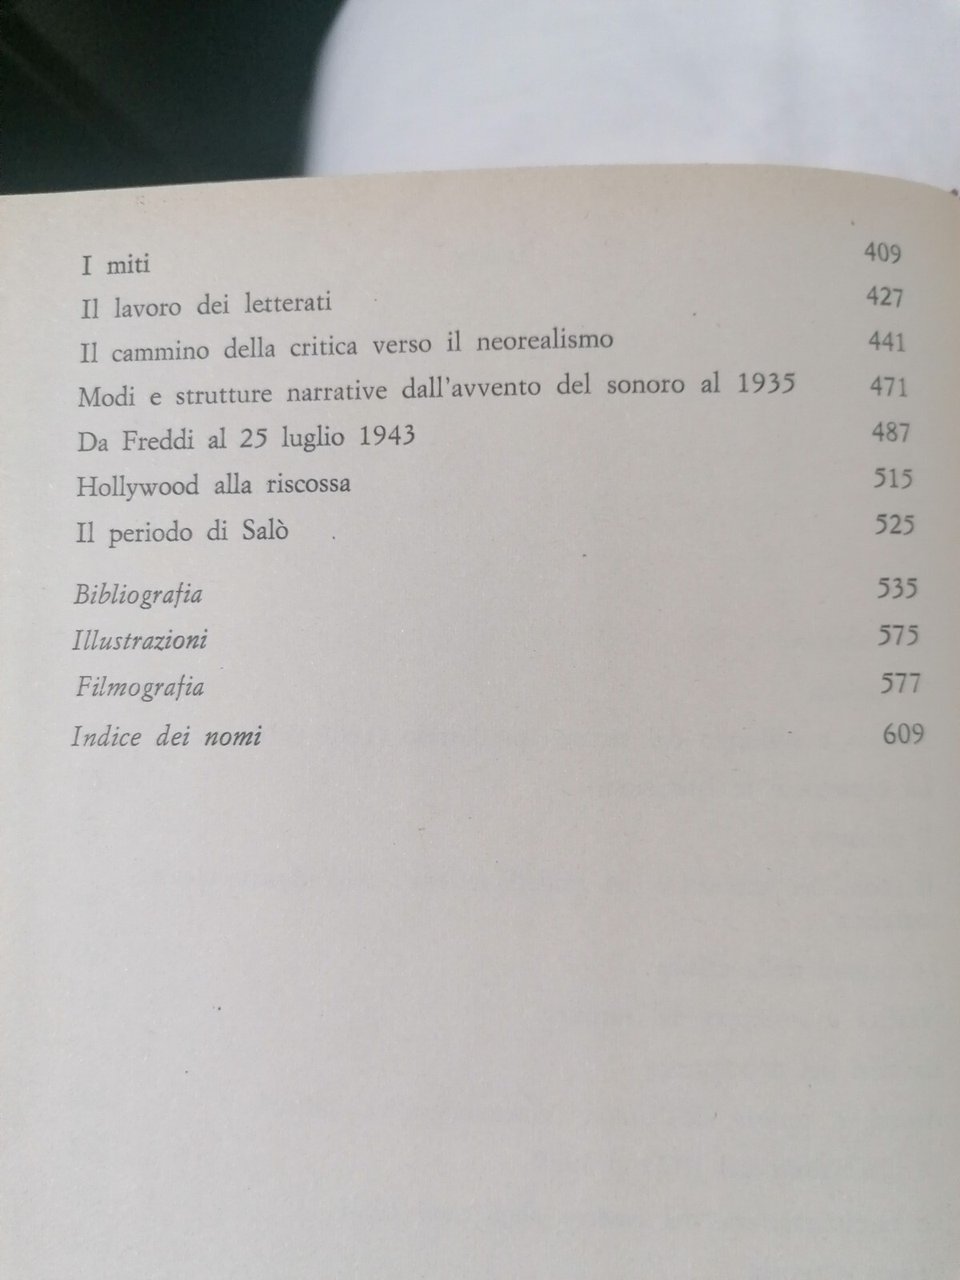 I miti 409
Il lavoro dei letterati 427
Il cammino della critica verso il neorealismo 441
Modi e strutture narrative dall'avvento del sonoro al 1935 471
Da Freddi al 25 luglio 1943 487
Hollywood alla riscossa 515
Il periodo di Salò 525
Bibliografia 535
Illustrazioni 575
Filmografia 577
Indice dei nomi 609